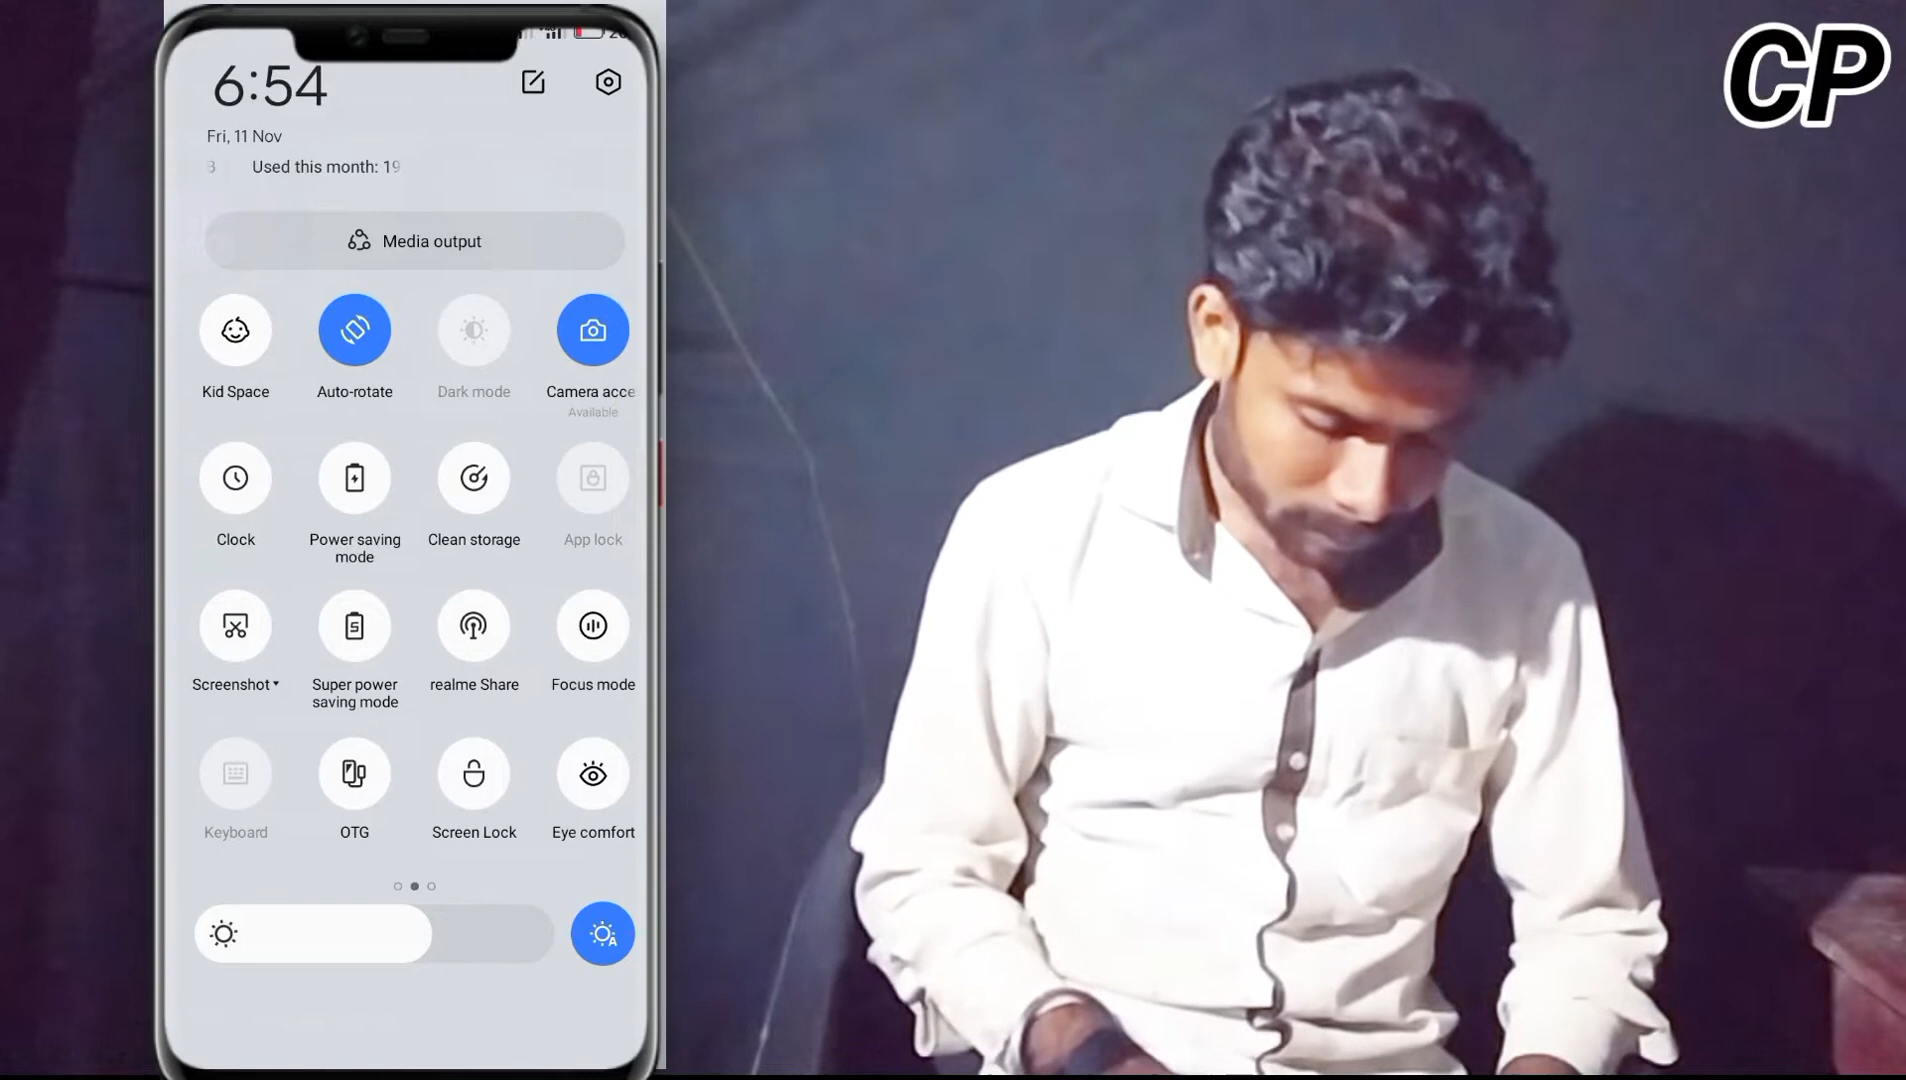 CP
6:54
Fri, 11 Nov
Used this month: 19
Media output
Kid Space
Auto-rotate
Dark mode
Camera acce
Available
Clock
Power saving
mode
Clean storage
App lock
Screenshot
Super power
saving mode
realme Share
Focus mode
Keyboard
OTG
Screen Lock
Eye comfort